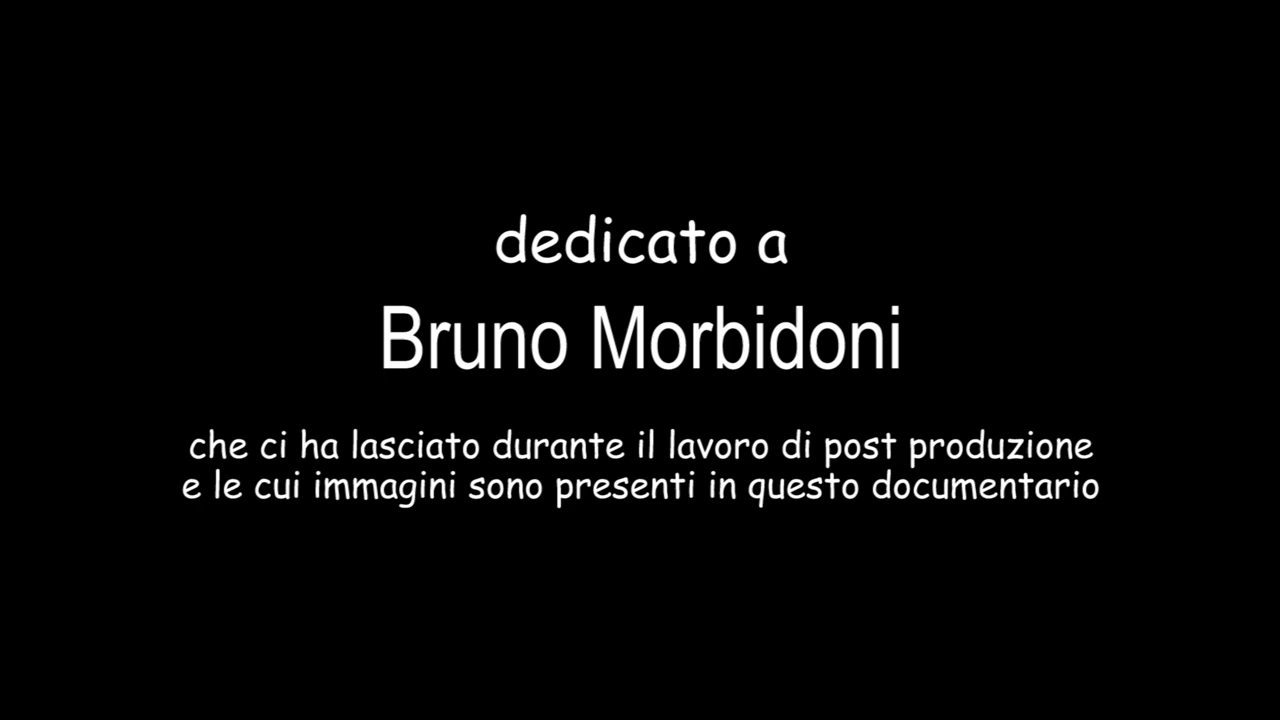 dedicato a
Bruno Morbidoni
che ci ha lasciato durante il lavoro di post produzione
e le cui immagini sono presenti in questo documentario